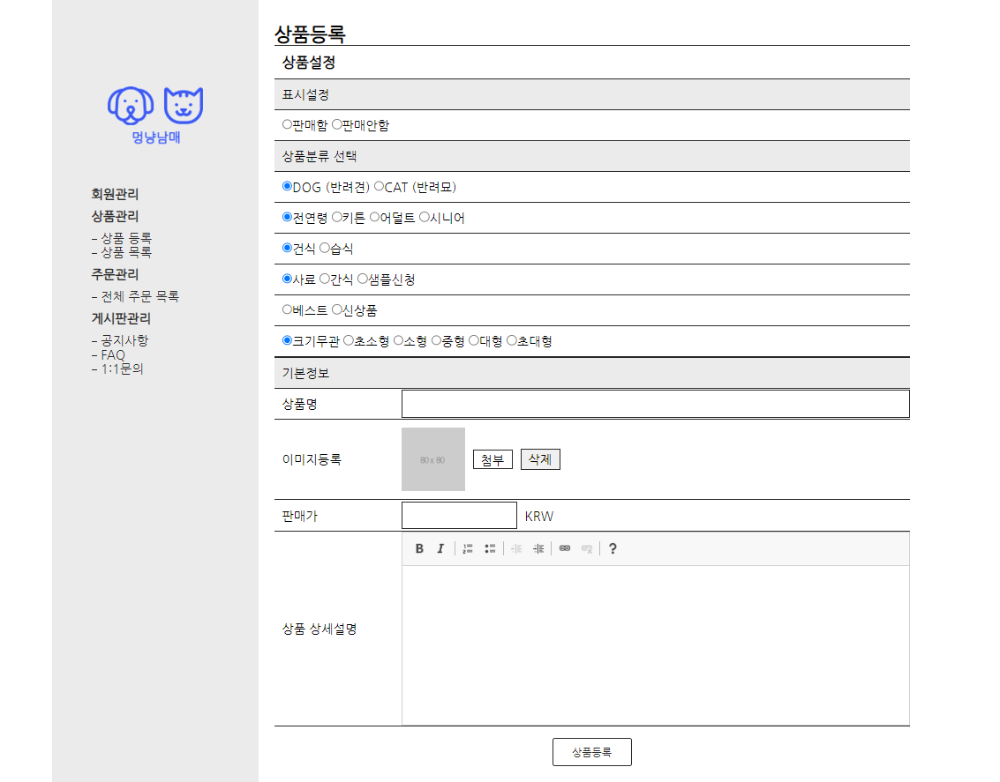 멍냥남매
회원관리
상품관리
– 상품 등록
– 상품 목록
주문관리
– 전체 주문 목록
게시판관리
– 공지사항
– FAQ
– 1:1문의
상품등록
상품설정
표시설정
판매함 판매안함
상품분류 선택
DOG (반려견) CAT (반려묘)
전연령 키튼 어덜트 시니어
건식 습식
사료 간식 샘플신청
베스트 신상품
크기무관 초소형 소형 중형 대형 초대형
기본정보
상품명
이미지등록 80 x 80 첨부 삭제
판매가 KRW
B I ?
상품 상세설명
상품등록